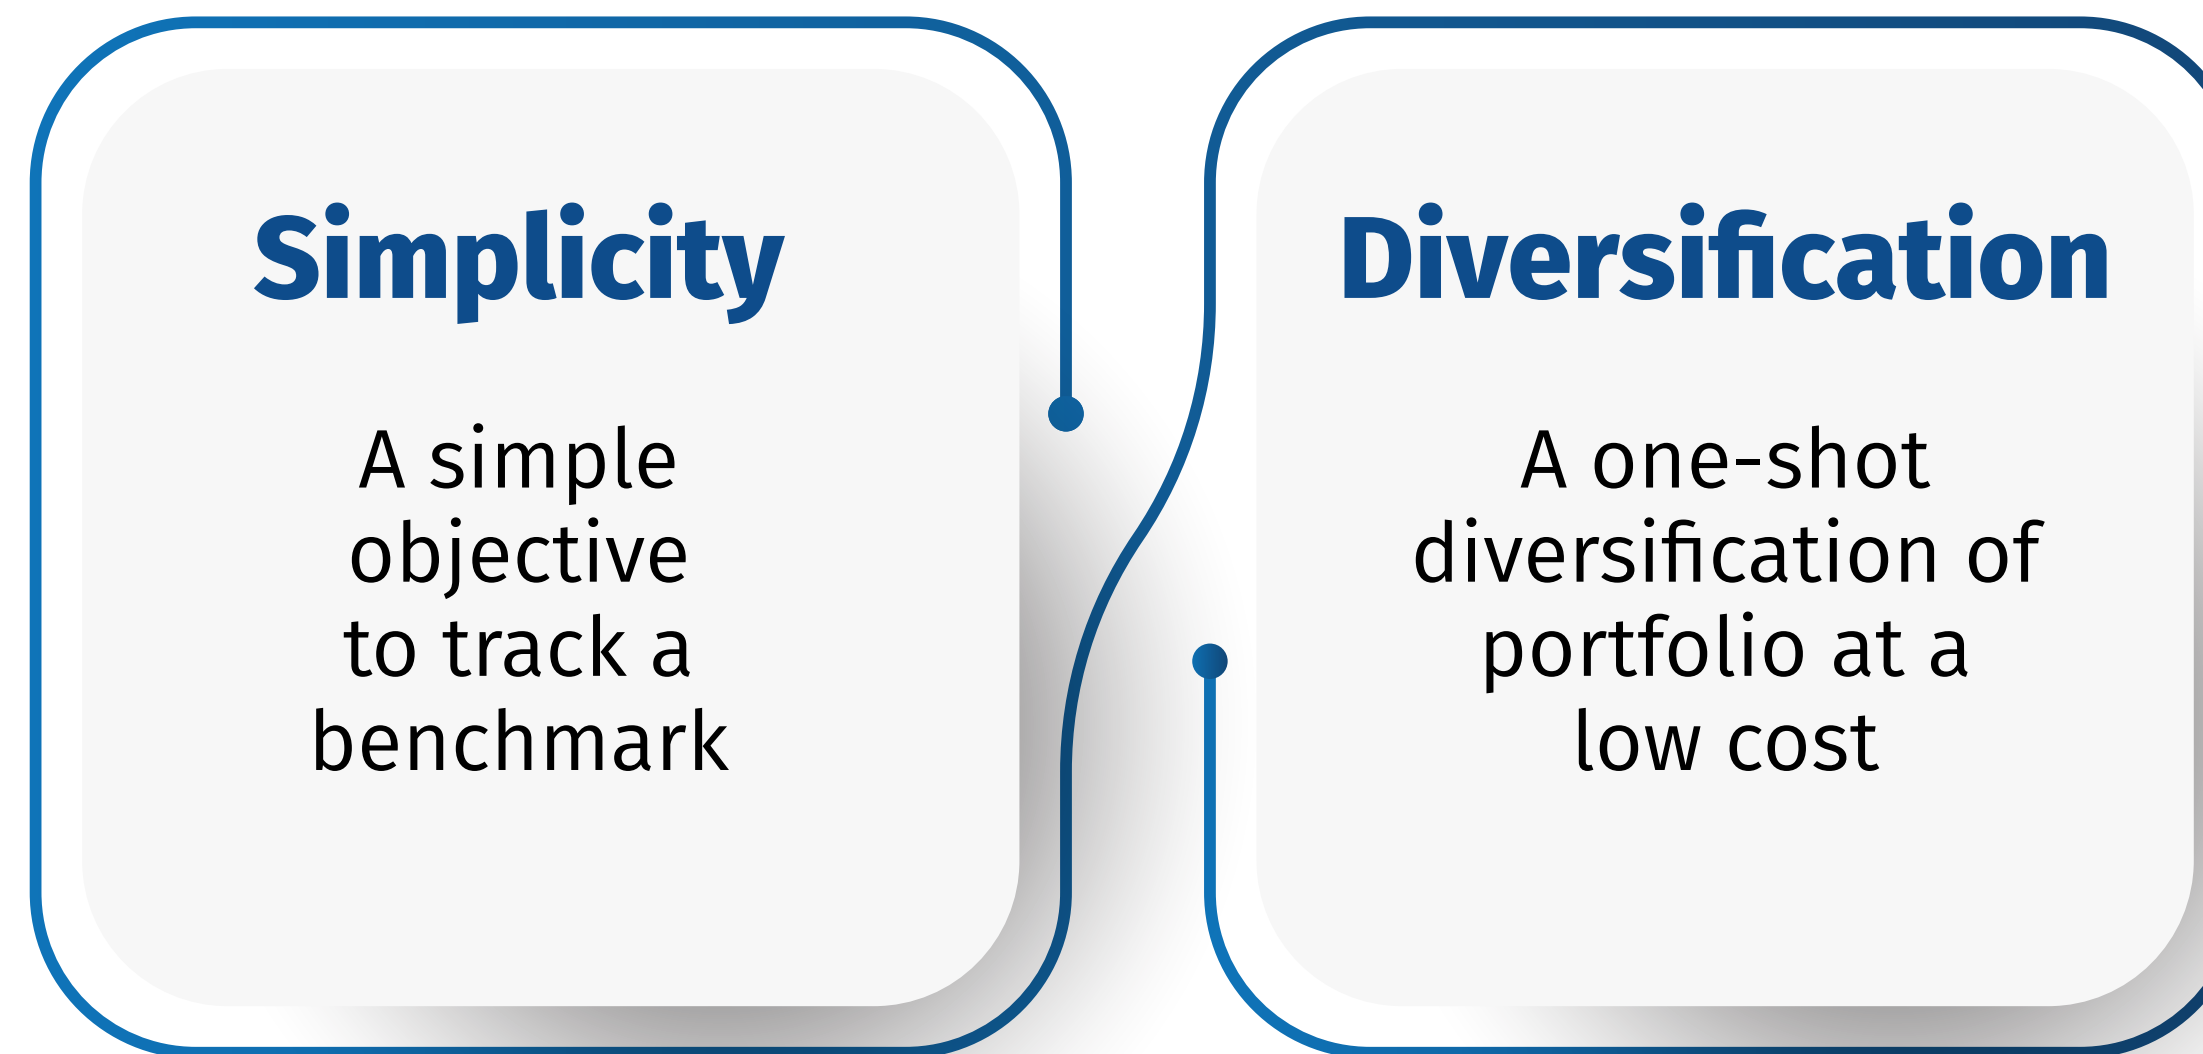 Simplicity
A simple
objective
to track a
benchmark
Diversification
A one-shot
diversification of
portfolio at a
low cost